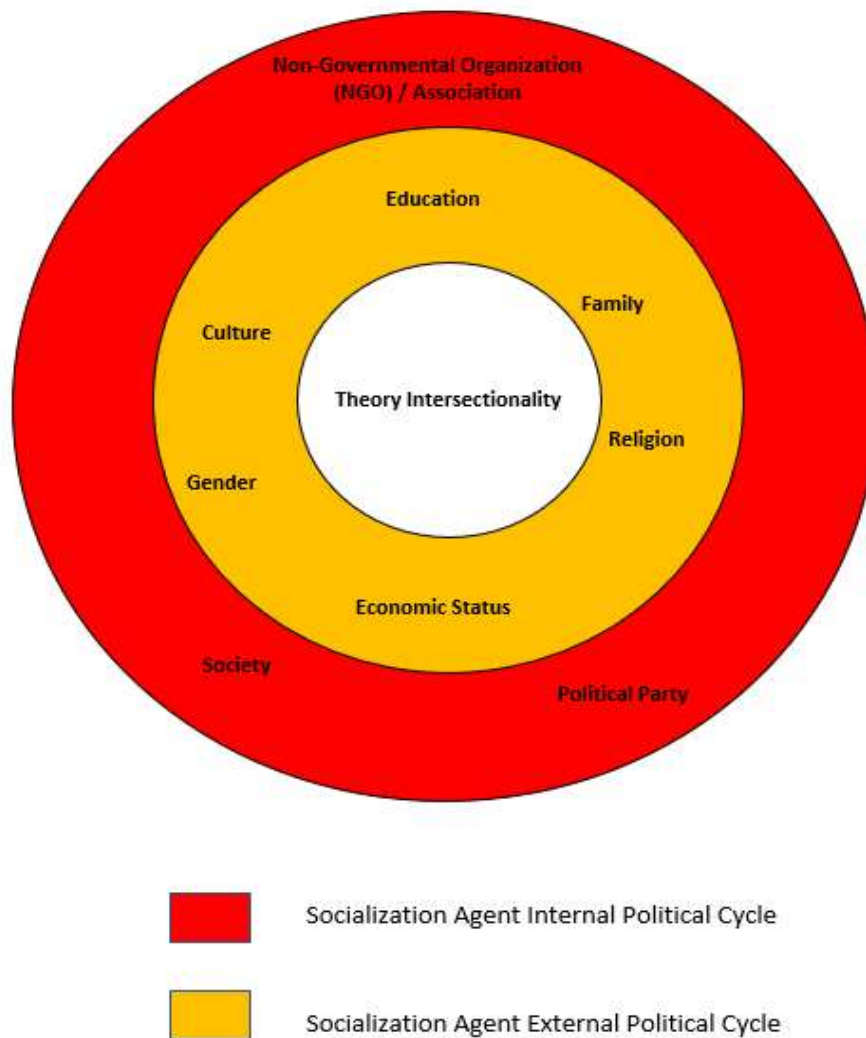 Non-Governmental Organization
(NGO) / Association
Education
Family
Culture
Theory Intersectionality
Religion
Gender
Economic Status
Society
Political Party
Socialization Agent Internal Political Cycle
Socialization Agent External Political Cycle